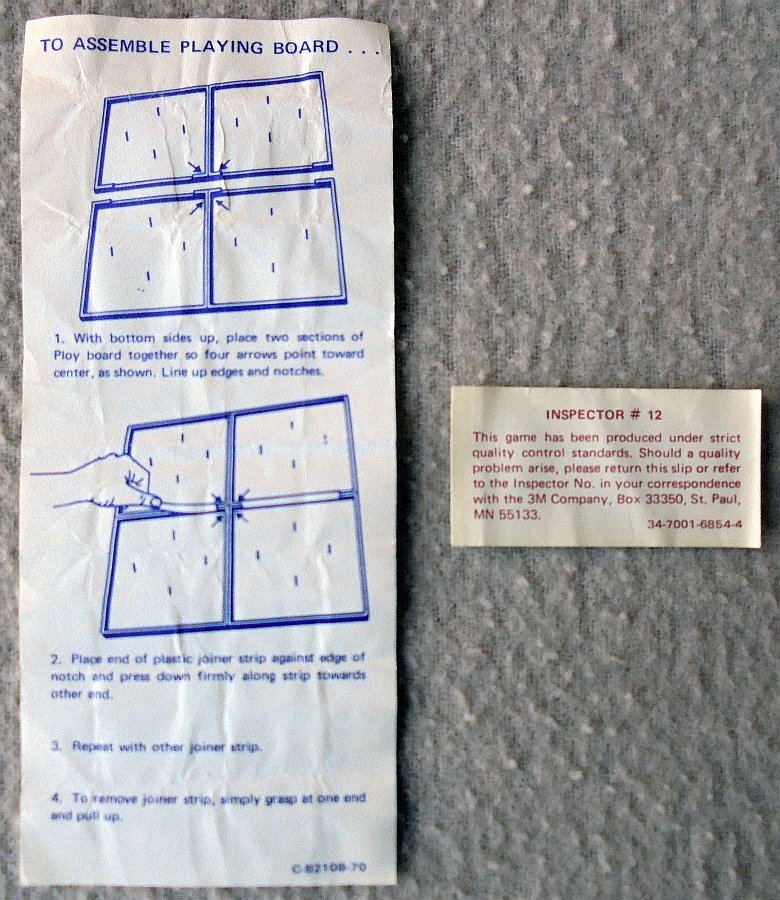 TO ASSEMBLE PLAYING BOARD . . .
1. With bottom sides up, place two sections of
Ploy board together so four arrows point toward
center, as shown. Line up edges and notches.
2. Place end of plastic joiner strip against edge of
notch and press down firmly along strip towards
other end.
3. Repeat with other joiner strip.
4. To remove joiner strip, simply grasp at one end
and pull up.
C-B210B-70
INSPECTOR # 12
This game has been produced under strict
quality control standards. Should a quality
problem arise, please return this slip or refer
to the Inspector No. in your correspondence
with the 3M Company, Box 33350, St. Paul,
MN 55133.
34-7001-6854-4